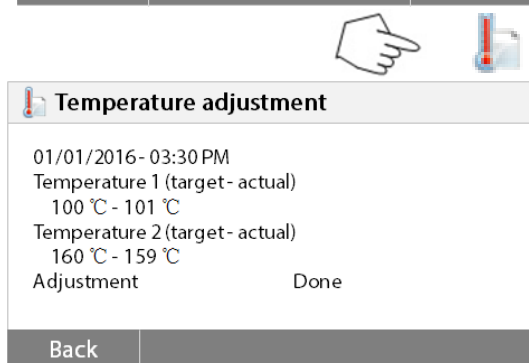 Temperature adjustment
01/01/2016 - 03:30 PM
Temperature 1 (target - actual)
100 ℃ - 101 ℃
Temperature 2 (target - actual)
160 ℃ - 159 ℃
Adjustment Done
Back